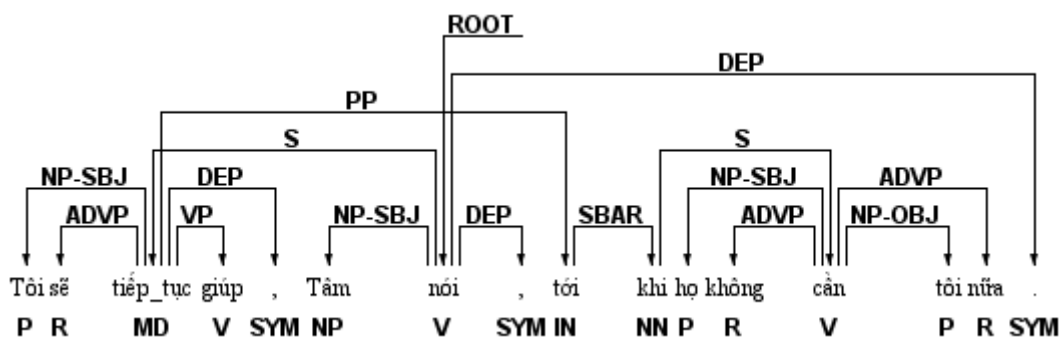 ROOT
DEP
PP
S S
NP-SBJ DEP NP-SBJ ADVP
ADVP VP NP-SBJ DEP SBAR ADVP NP-OBJ
Tôi sẽ tiếp_tục giúp , Tâm nói , tới khi họ không cần tôi nữa .
P R MD V SYM NP V SYM IN NN P R V P R SYM